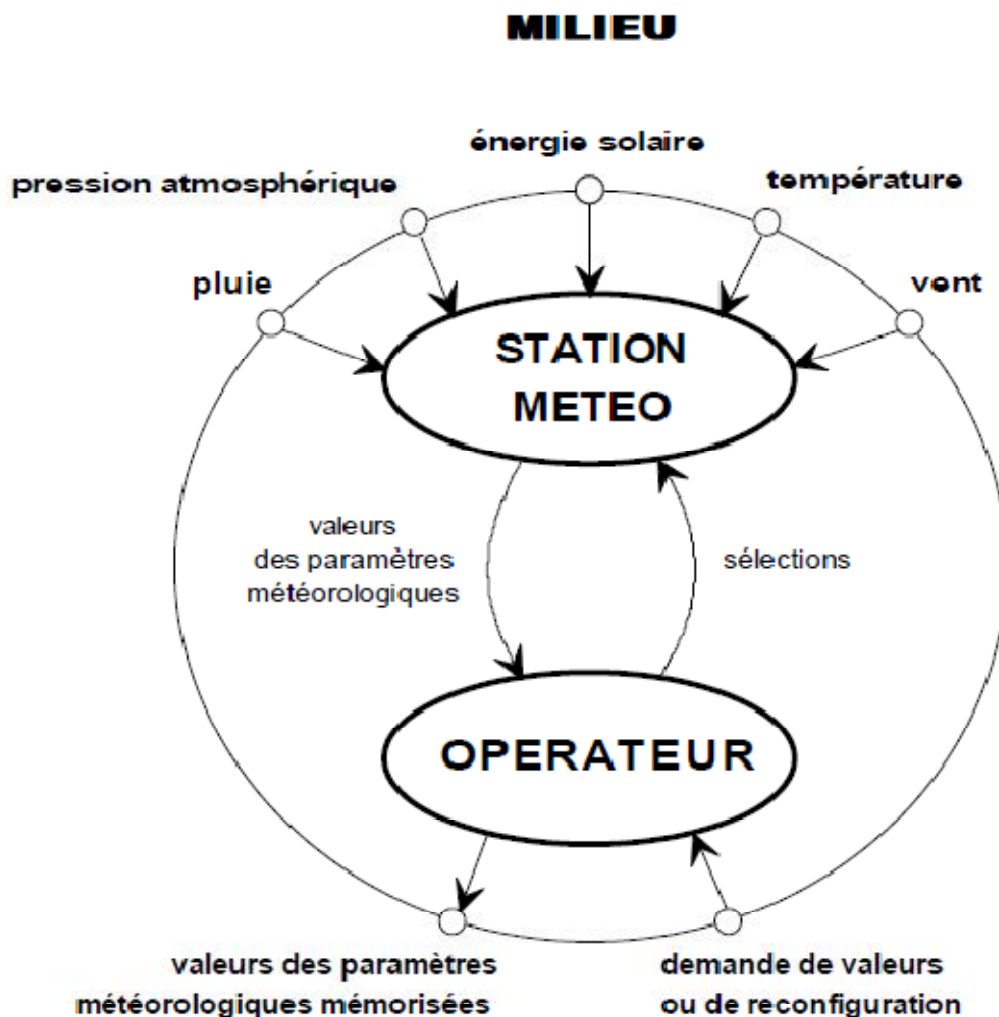 MILIEU
énergie solaire
pression atmosphérique
température
pluie
vent
STATION
METEO
valeurs
des paramètres
météorologiques
sélections
OPERATEUR
valeurs des paramètres
météorologiques mémorisées
demande de valeurs
ou de reconfiguration